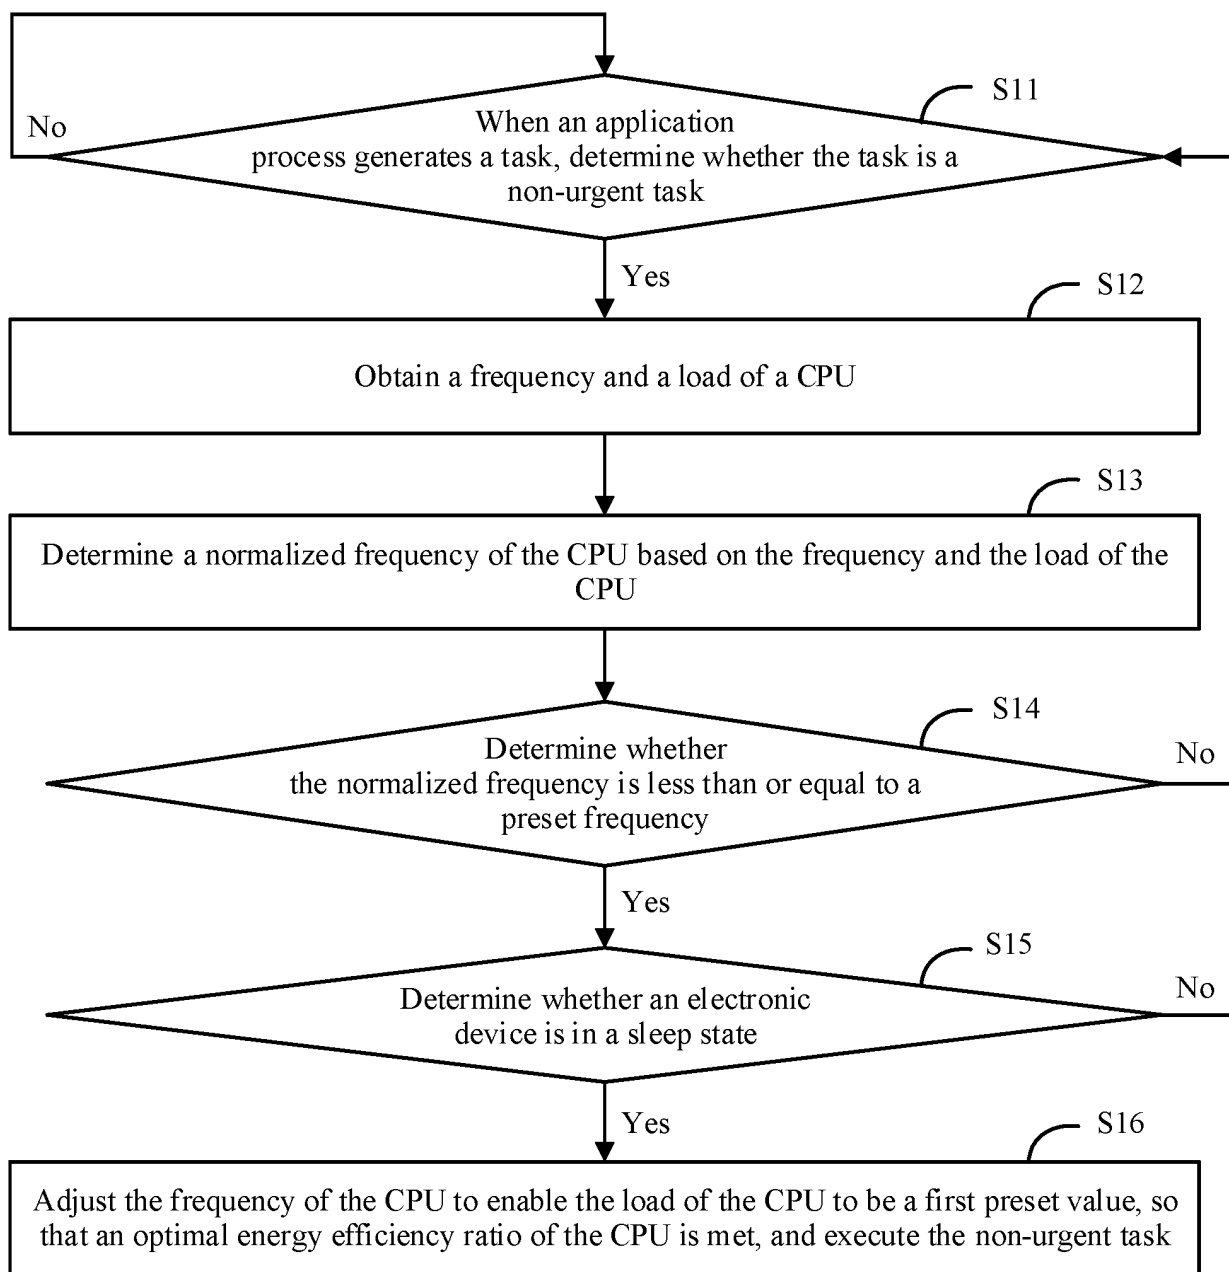 S11
No
When an application
process generates a task, determine whether the task is a
non-urgent task
Yes
S12
Obtain a frequency and a load of a CPU
S13
Determine a normalized frequency of the CPU based on the frequency and the load of the
CPU
S14
No
Determine whether
the normalized frequency is less than or equal to a
preset frequency
Yes
S15
No
Determine whether an electronic
device is in a sleep state
Yes
S16
Adjust the frequency of the CPU to enable the load of the CPU to be a first preset value, so
that an optimal energy efficiency ratio of the CPU is met, and execute the non-urgent task